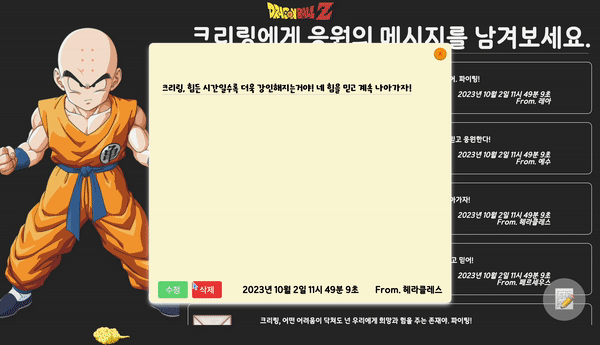 DRAGON BALL Z
크리링에게 응원의 메시지를 남겨보세요.
크리링, 힘든 시간일수록 더욱 강인해지는거야! 네 힘을 믿고 계속 나아가자!
수정
삭제
2023년 10월 2일 11시 49분 9초
From. 헤라클레스
어, 파이팅!
2023년 10월 2일 11시 49분 9초
From. 레아
믿고 응원한다!
2023년 10월 2일 11시 49분 9초
From. 예수
아가자!
2023년 10월 2일 11시 49분 9초
From. 헤라클레스
고 믿어!
2023년 10월 2일 11시 49분 9초
From. 페르세우스
크리링, 어떤 어려움이 닥쳐도 넌 우리에게 희망과 힘을 주는 존재야. 파이팅!